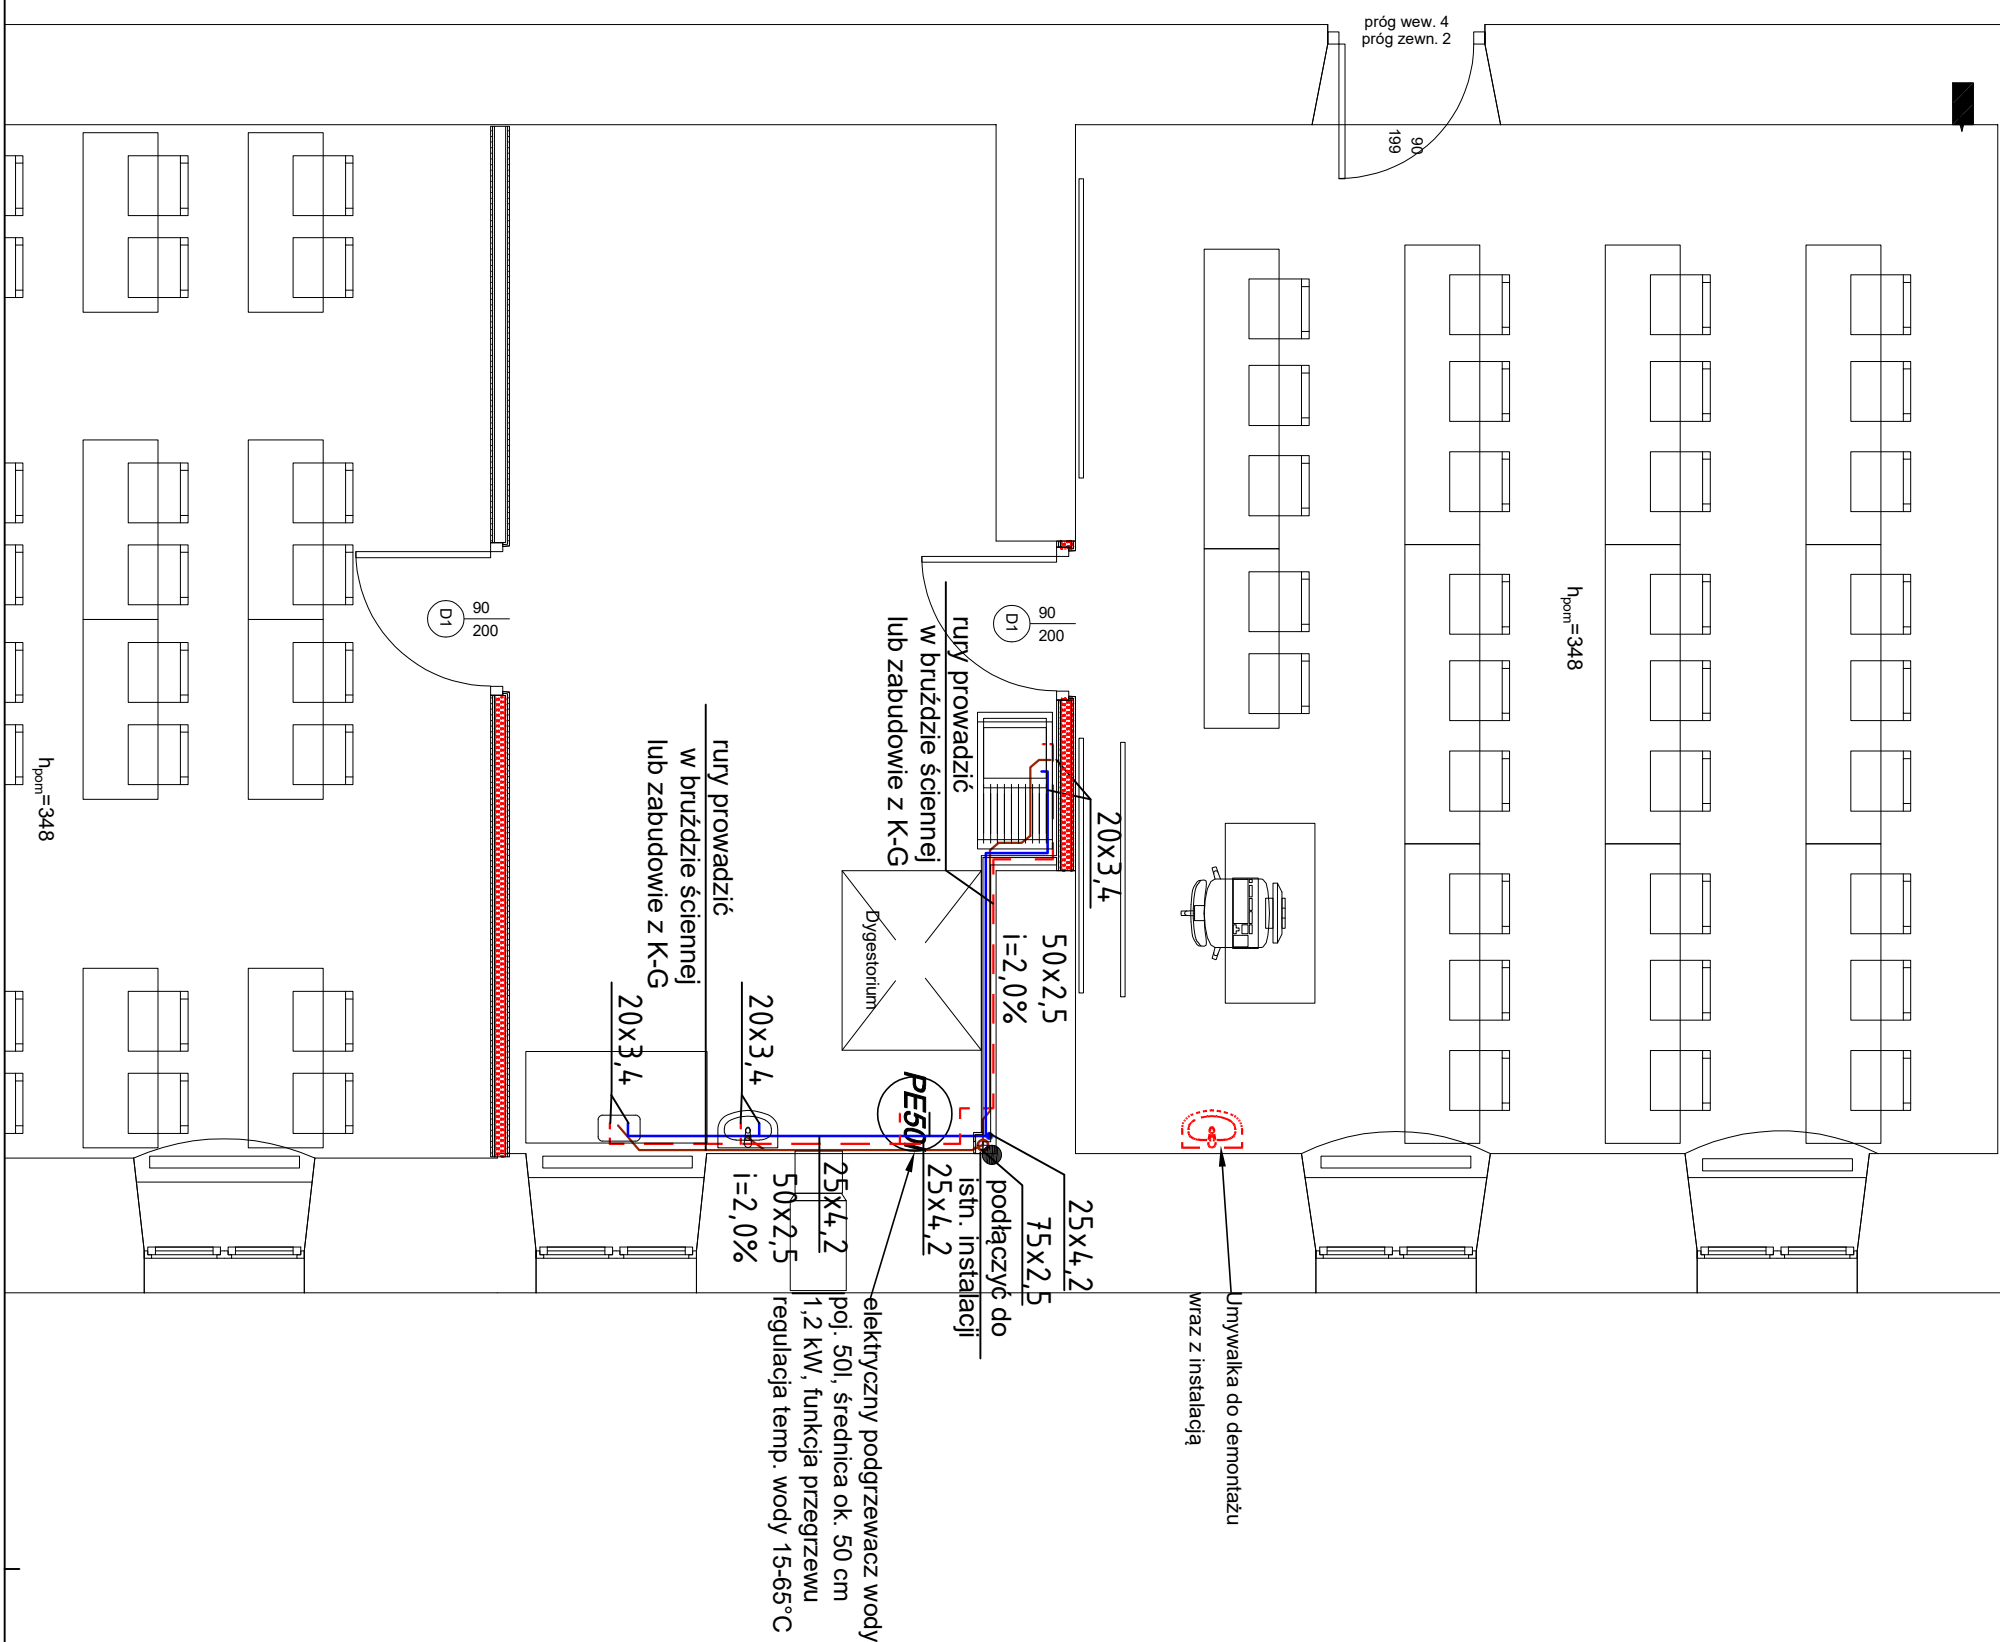 próg wew. 4
próg zewn. 2
90
199
h pom=348
h pom=348
D1
90
200
D1
90
200
rury prowadzić
w bruździe ściennej
lub zabudowie z K-G
rury prowadzić
w bruździe ściennej
lub zabudowie z K-G
20x3,4
50x2,5
i=2,0%
Dygestorium
20x3,4
20x3,4
PE50l
25x4,2
75x2,5
podłączyć do
istn. instalacji
25x4,2
25x4,2
50x2,5
i=2,0%
Umywalka do demontażu
wraz z instalacją
elektryczny podgrzewacz wody
poj. 50l, średnica ok. 50 cm
1,2 kW, funkcja przegrzewu
regulacja temp. wody 15-65°C